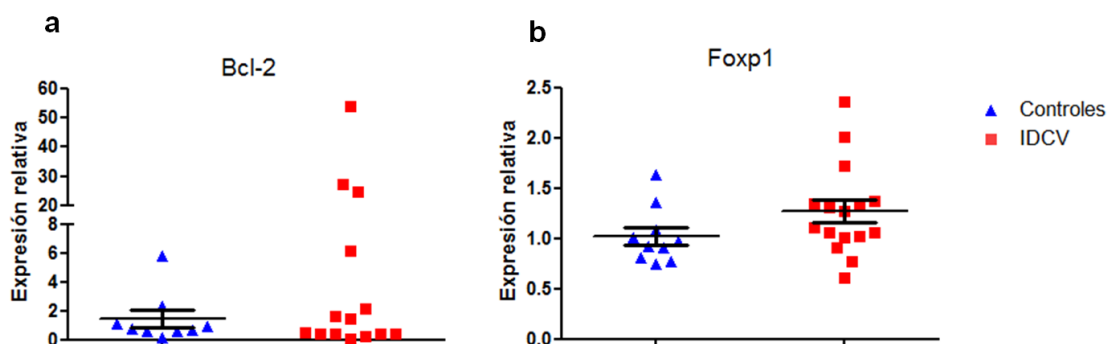 a
Bcl-2
Expresión relativa
60
50
40
30
20
8
6
4
2
0
b
Foxp1
Expresión relativa
2.5
2.0
1.5
1.0
0.5
0.0
Controles
IDCV